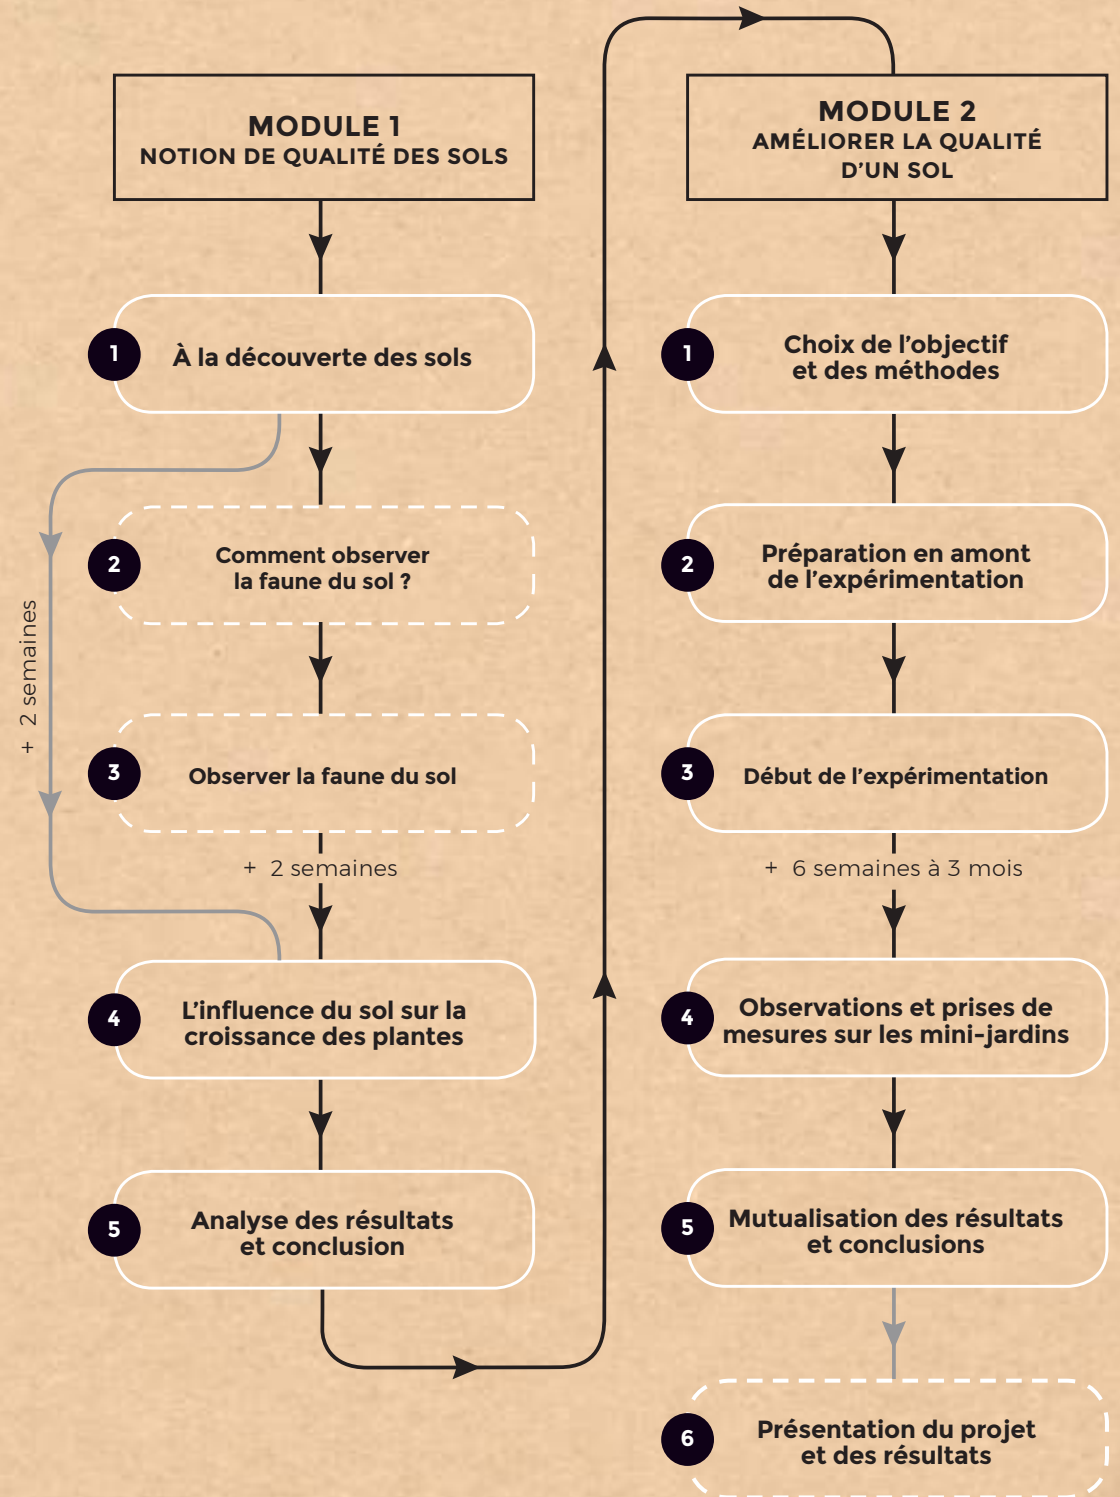 MODULE 1
NOTION DE QUALITÉ DES SOLS
1
À la découverte des sols
2
Comment observer
la faune du sol ?
+ 2 semaines
3
Observer la faune du sol
+ 2 semaines
4
L’influence du sol sur la
croissance des plantes
5
Analyse des résultats
et conclusion
MODULE 2
AMÉLIORER LA QUALITÉ
D’UN SOL
1
Choix de l’objectif
et des méthodes
2
Préparation en amont
de l’expérimentation
3
Début de l’expérimentation
+ 6 semaines à 3 mois
4
Observations et prises de
mesures sur les mini-jardins
5
Mutualisation des résultats
et conclusions
6
Présentation du projet
et des résultats